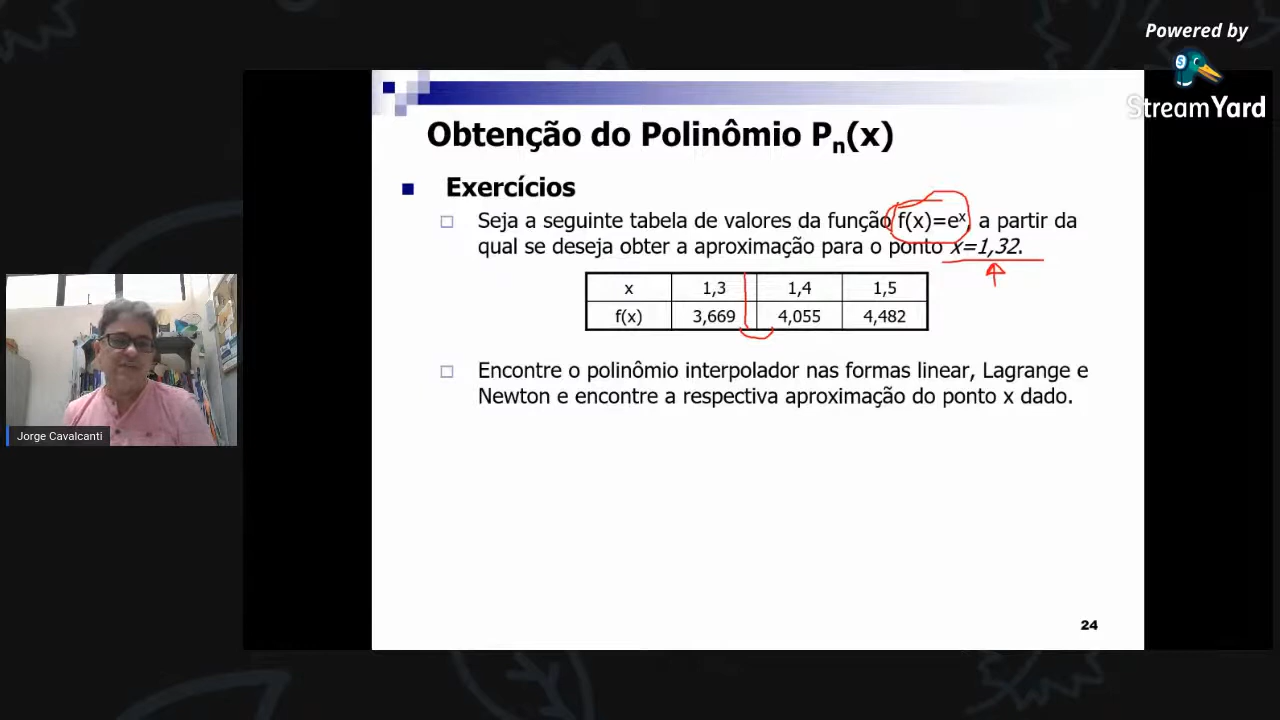 Powered by
StreamYard
Obtenção do Polinômio Pn(x)
Exercícios
Seja a seguinte tabela de valores da função f(x)=e^x, a partir da
qual se deseja obter a aproximação para o ponto x=1,32.
x 1,3 1,4 1,5
f(x) 3,669 4,055 4,482
Encontre o polinômio interpolador nas formas linear, Lagrange e
Newton e encontre a respectiva aproximação do ponto x dado.
Jorge Cavalcanti
24